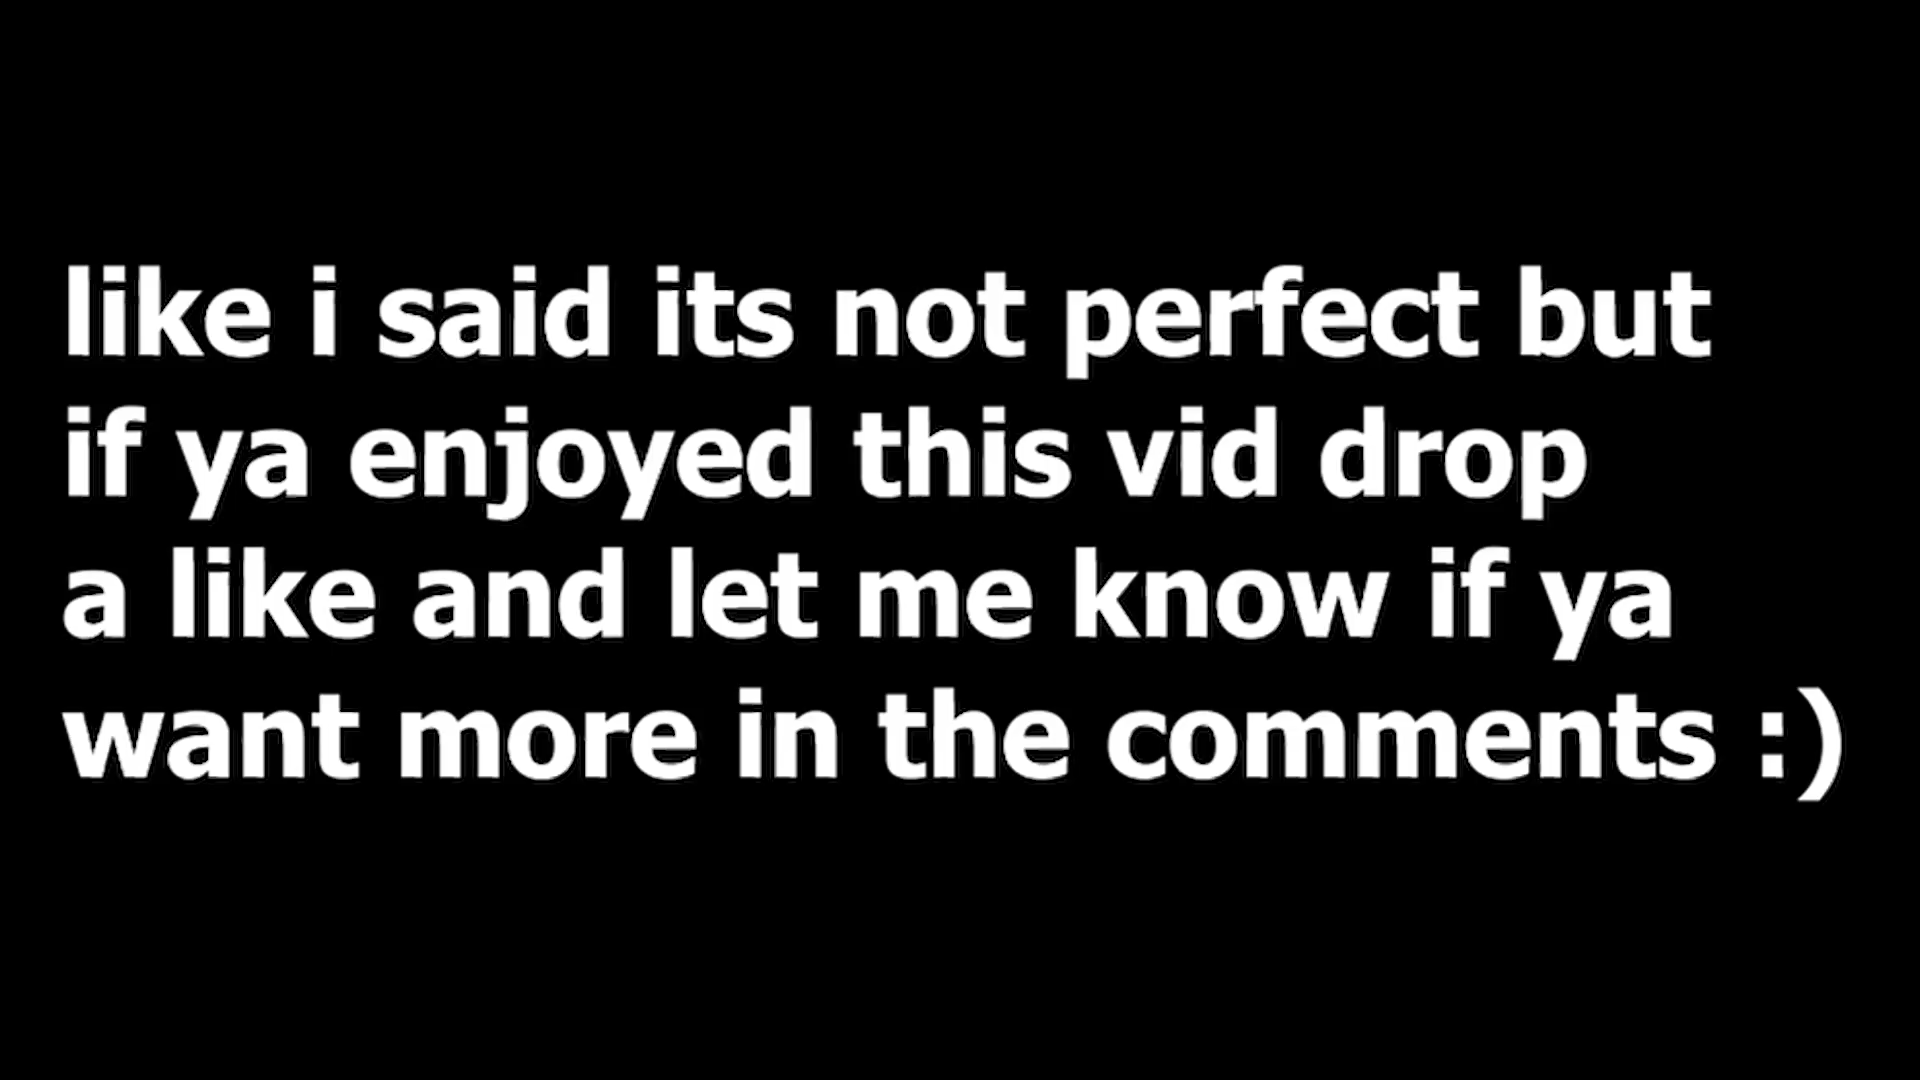 like i said its not perfect but
if ya enjoyed this vid drop
a like and let me know if ya
want more in the comments :)